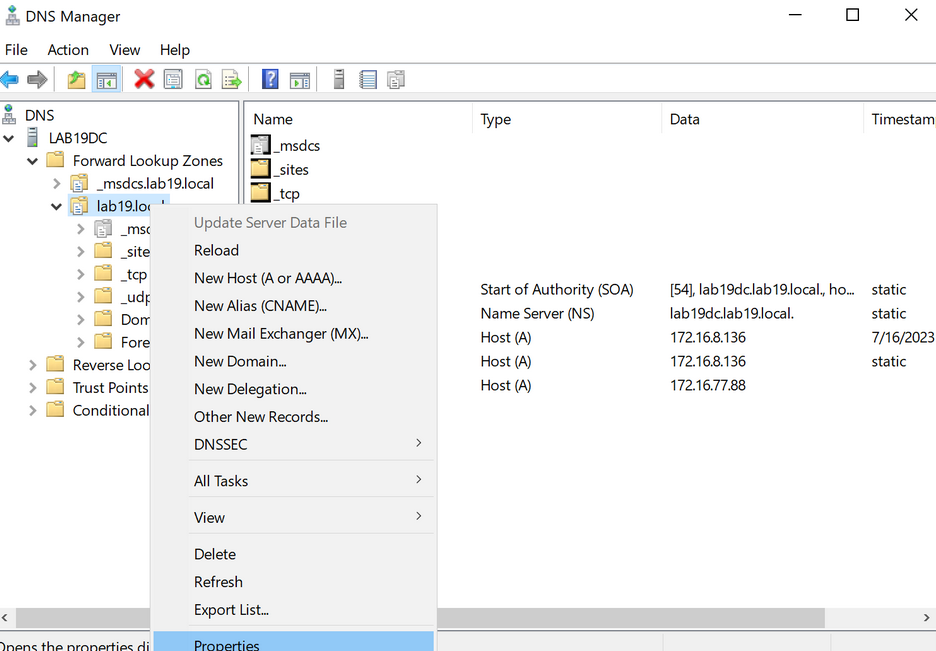 DNS Manager
File Action View Help
DNS
LAB19DC
Forward Lookup Zones
_msdcs.lab19.local
lab19.local
_msd
_site
_tcp
_udp
Dom
Fore
Reverse Loo
Trust Points
Conditional
Name Type Data Timestam
_msdcs
_sites
_tcp
Start of Authority (SOA) [54], lab19dc.lab19.local., ho... static
Name Server (NS) lab19dc.lab19.local. static
Host (A) 172.16.8.136 7/16/2023
Host (A) 172.16.8.136 static
Host (A) 172.16.77.88
Update Server Data File
Reload
New Host (A or AAAA)...
New Alias (CNAME)...
New Mail Exchanger (MX)...
New Domain...
New Delegation...
Other New Records...
DNSSEC
All Tasks
View
Delete
Refresh
Export List...
Properties
Opens the properties di